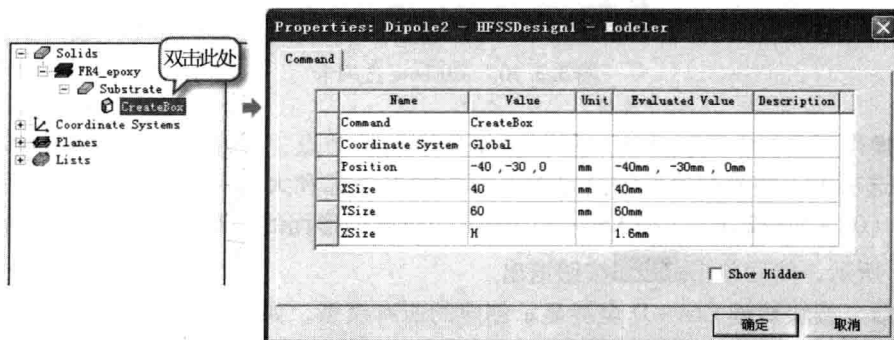 Solids
FR4_epoxy
Substrate
CreateBox
Coordinate Systems
Planes
Lists
双击此处
Properties: Dipole2 - HFSSDesign1 - Modeler
Command
Name Value Unit Evaluated Value Description
Command CreateBox
Coordinate System Global
Position -40 ,-30 ,0 mm -40mm , -30mm , 0mm
XSize 40 mm 40mm
YSize 60 mm 60mm
ZSize H 1.6mm
Show Hidden
确定 取消